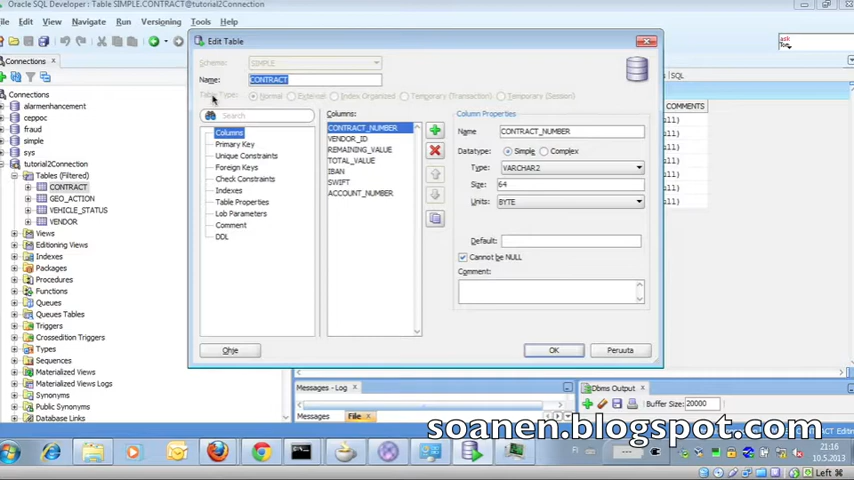 Oracle SQL Developer : Table SIMPLE.CONTRACT@tutorial2Connection
File Edit View Navigate Run Versioning Tools Help
Connections
Connections
alarmenhancement
ceppoc
fraud
simple
sys
tutorial2Connection
Tables (Filtered)
CONTRACT
GEO_ACTION
VEHICLE_STATUS
VENDOR
Views
Editioning Views
Indexes
Packages
Procedures
Functions
Queues
Queues Tables
Triggers
Crossedition Triggers
Types
Sequences
Materialized Views
Materialized Views Logs
Synonyms
Public Synonyms
Database Links
Edit Table
Schema: SIMPLE
Name: CONTRACT
Table Type: Normal External Index Organized Temporary (Transaction) Temporary (Session)
Search
Columns
Primary Key
Unique Constraints
Foreign Keys
Check Constraints
Indexes
Table Properties
Lob Parameters
Comment
DDL
Columns:
CONTRACT_NUMBER
VENDOR_ID
REMAINING_VALUE
TOTAL_VALUE
IBAN
SWIFT
ACCOUNT_NUMBER
Column Properties
Name CONTRACT_NUMBER
Datatype: Simple Complex
Type: VARCHAR2
Size: 64
Units: BYTE
Default:
Cannot be NULL
Comment:
Ohje
OK
Peruuta
SQL
COMMENTS
Messages - Log
Messages File
Dbms Output
Buffer Size: 20000
soanen.blogspot.com
FI
21:16
10.5.2013
Left
Right Ctrl